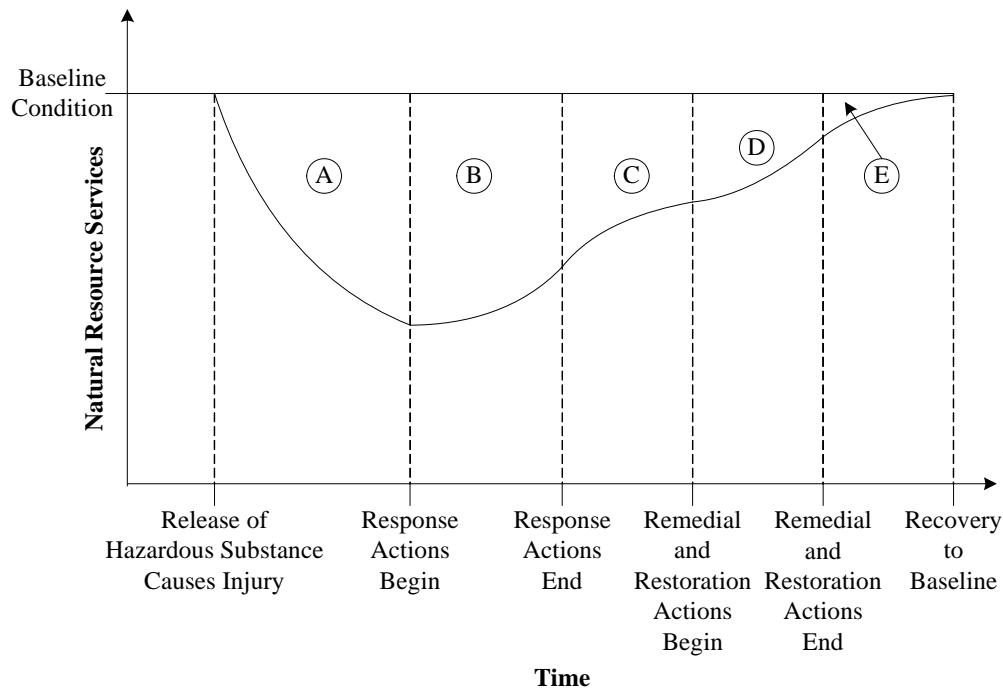 Baseline
Condition
Natural Resource Services
A
B
C
D
E
Release of
Hazardous Substance
Causes Injury
Response
Actions
Begin
Response
Actions
End
Remedial
and
Restoration
Actions
Begin
Remedial
and
Restoration
Actions
End
Recovery
to
Baseline
Time